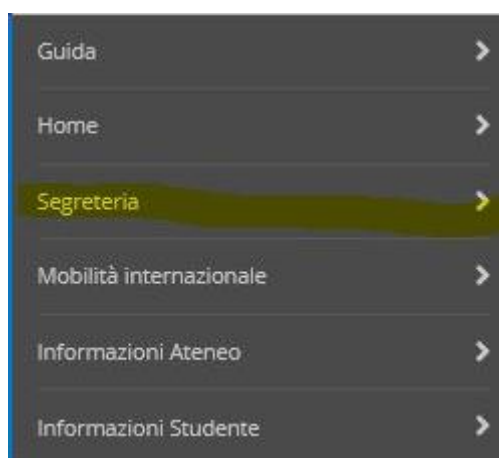 Guida
Home
Segreteria
Mobilità internazionale
Informazioni Ateneo
Informazioni Studente